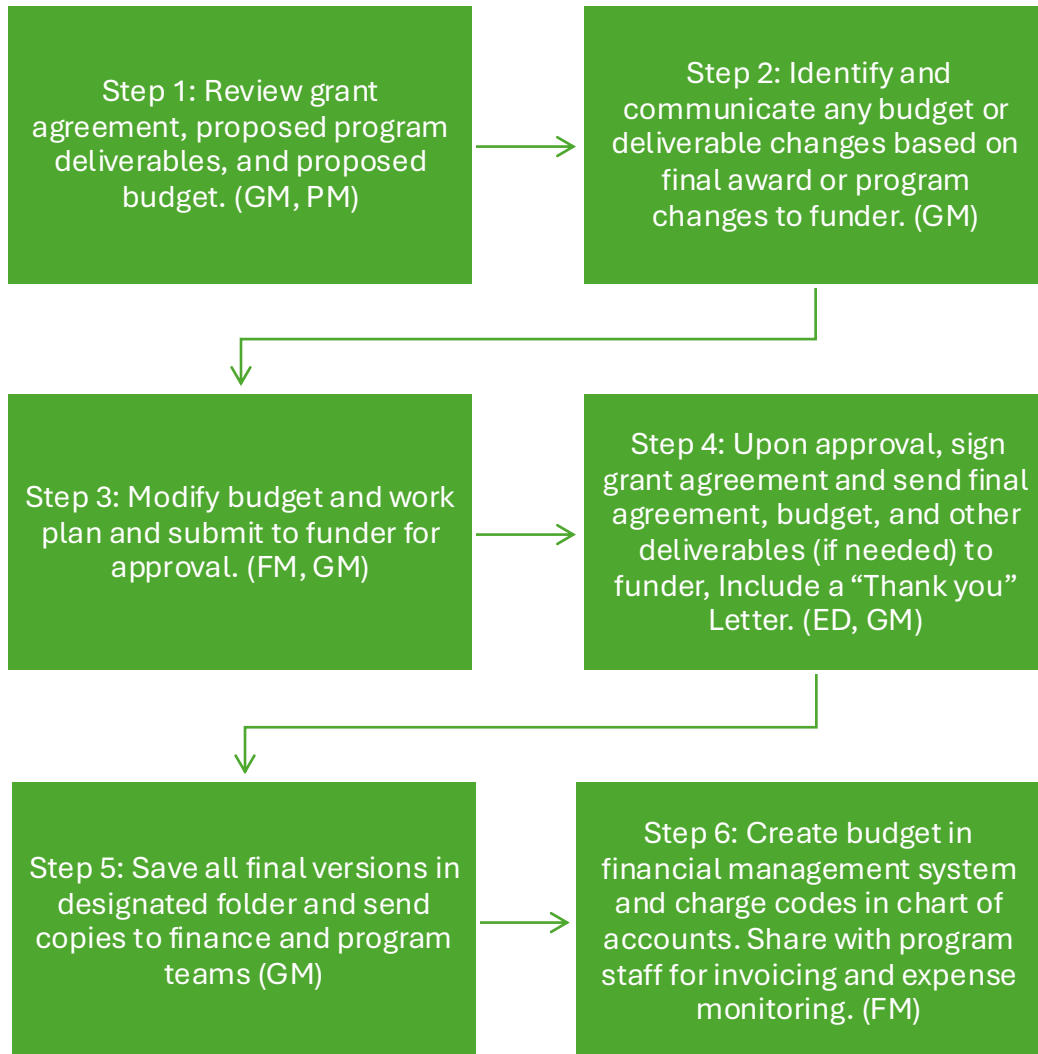 Step 1: Review grant
agreement, proposed program
deliverables, and proposed
budget. (GM, PM)
Step 2: Identify and
communicate any budget or
deliverable changes based on
final award or program
changes to funder. (GM)
Step 3: Modify budget and work
plan and submit to funder for
approval. (FM, GM)
Step 4: Upon approval, sign
grant agreement and send final
agreement, budget, and other
deliverables (if needed) to
funder, Include a “Thank you”
Letter. (ED, GM)
Step 5: Save all final versions in
designated folder and send
copies to finance and program
teams (GM)
Step 6: Create budget in
financial management system
and charge codes in chart of
accounts. Share with program
staff for invoicing and expense
monitoring. (FM)